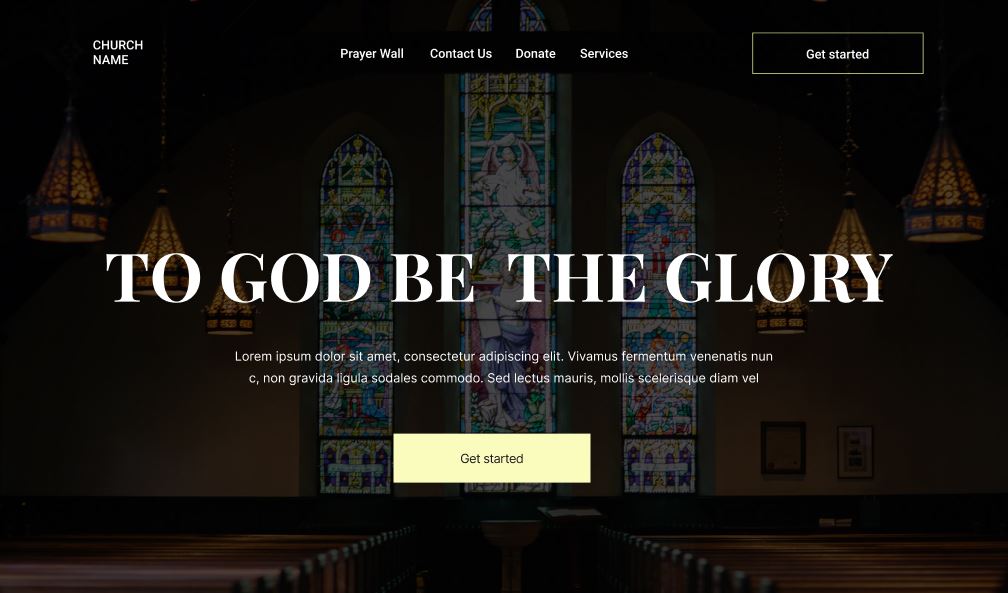 CHURCH
NAME
Prayer Wall Contact Us Donate Services
Get started
TO GOD BE THE GLORY
Lorem ipsum dolor sit amet, consectetur adipiscing elit. Vivamus fermentum venenatis nun
c, non gravida ligula sodales commodo. Sed lectus mauris, mollis scelerisque diam vel
Get started